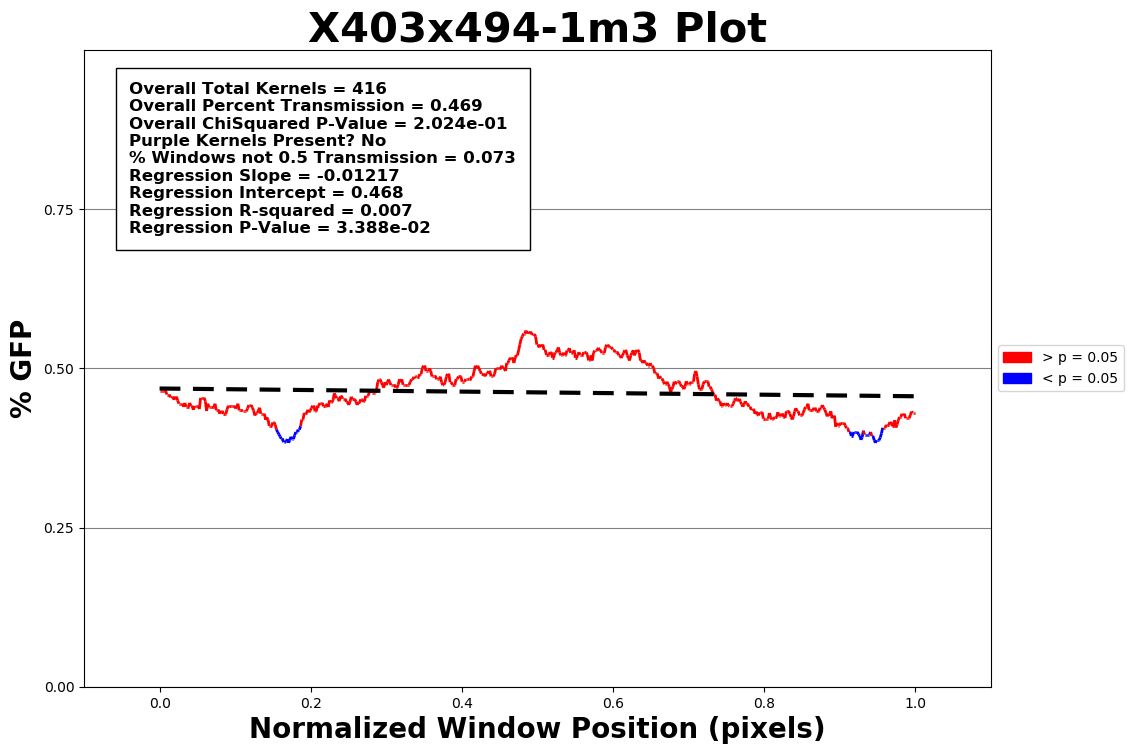 X403x494-1m3 Plot
Overall Total Kernels = 416
Overall Percent Transmission = 0.469
Overall ChiSquared P-Value = 2.024e-01
Purple Kernels Present? No
% Windows not 0.5 Transmission = 0.073
Regression Slope = -0.01217
Regression Intercept = 0.468
Regression R-squared = 0.007
Regression P-Value = 3.388e-02
0.75
0.50
0.25
0.00
% GFP
> p = 0.05
< p = 0.05
0.0 0.2 0.4 0.6 0.8 1.0
Normalized Window Position (pixels)